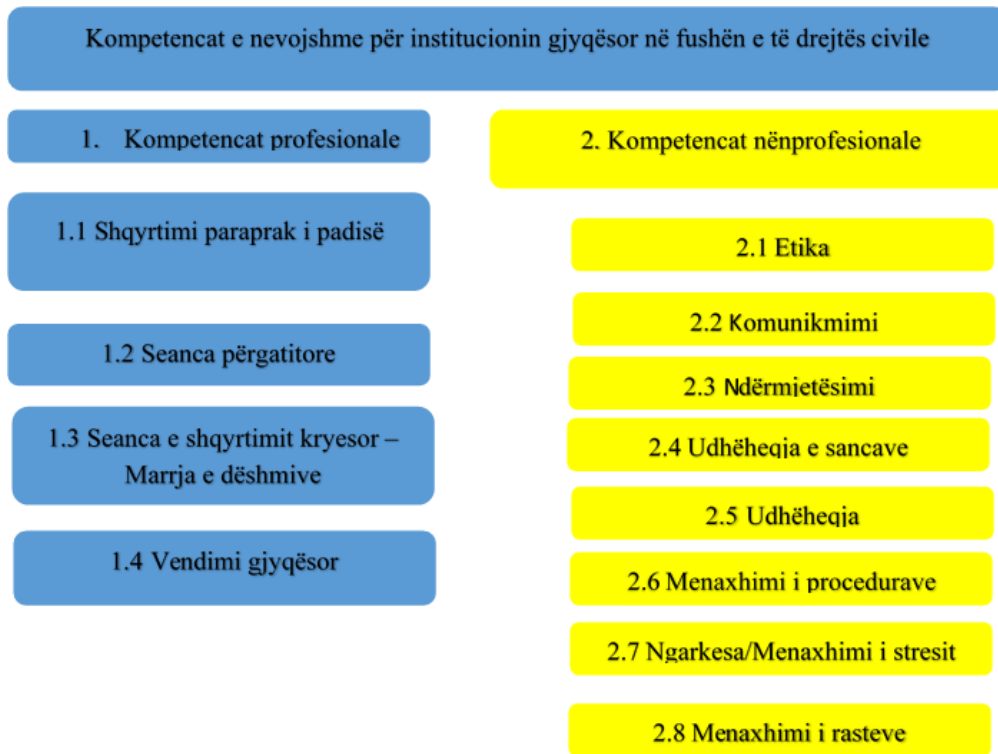 Kompetencat e nevojshme për institucionin gjyqësor në fushën e të drejtës civile
1. Kompetencat profesionale
1.1 Shqyrtimi paraprak i padisë
1.2 Seanca përgatitore
1.3 Seanca e shqyrtimit kryesor –
Marrja e dëshmive
1.4 Vendimi gjyqësor
2. Kompetencat nënprofesionale
2.1 Etika
2.2 Komunikmimi
2.3 Ndërmjetësimi
2.4 Udhëheqja e sancave
2.5 Udhëheqja
2.6 Menaxhimi i procedurave
2.7 Ngarkesa/Menaxhimi i stresit
2.8 Menaxhimi i rasteve